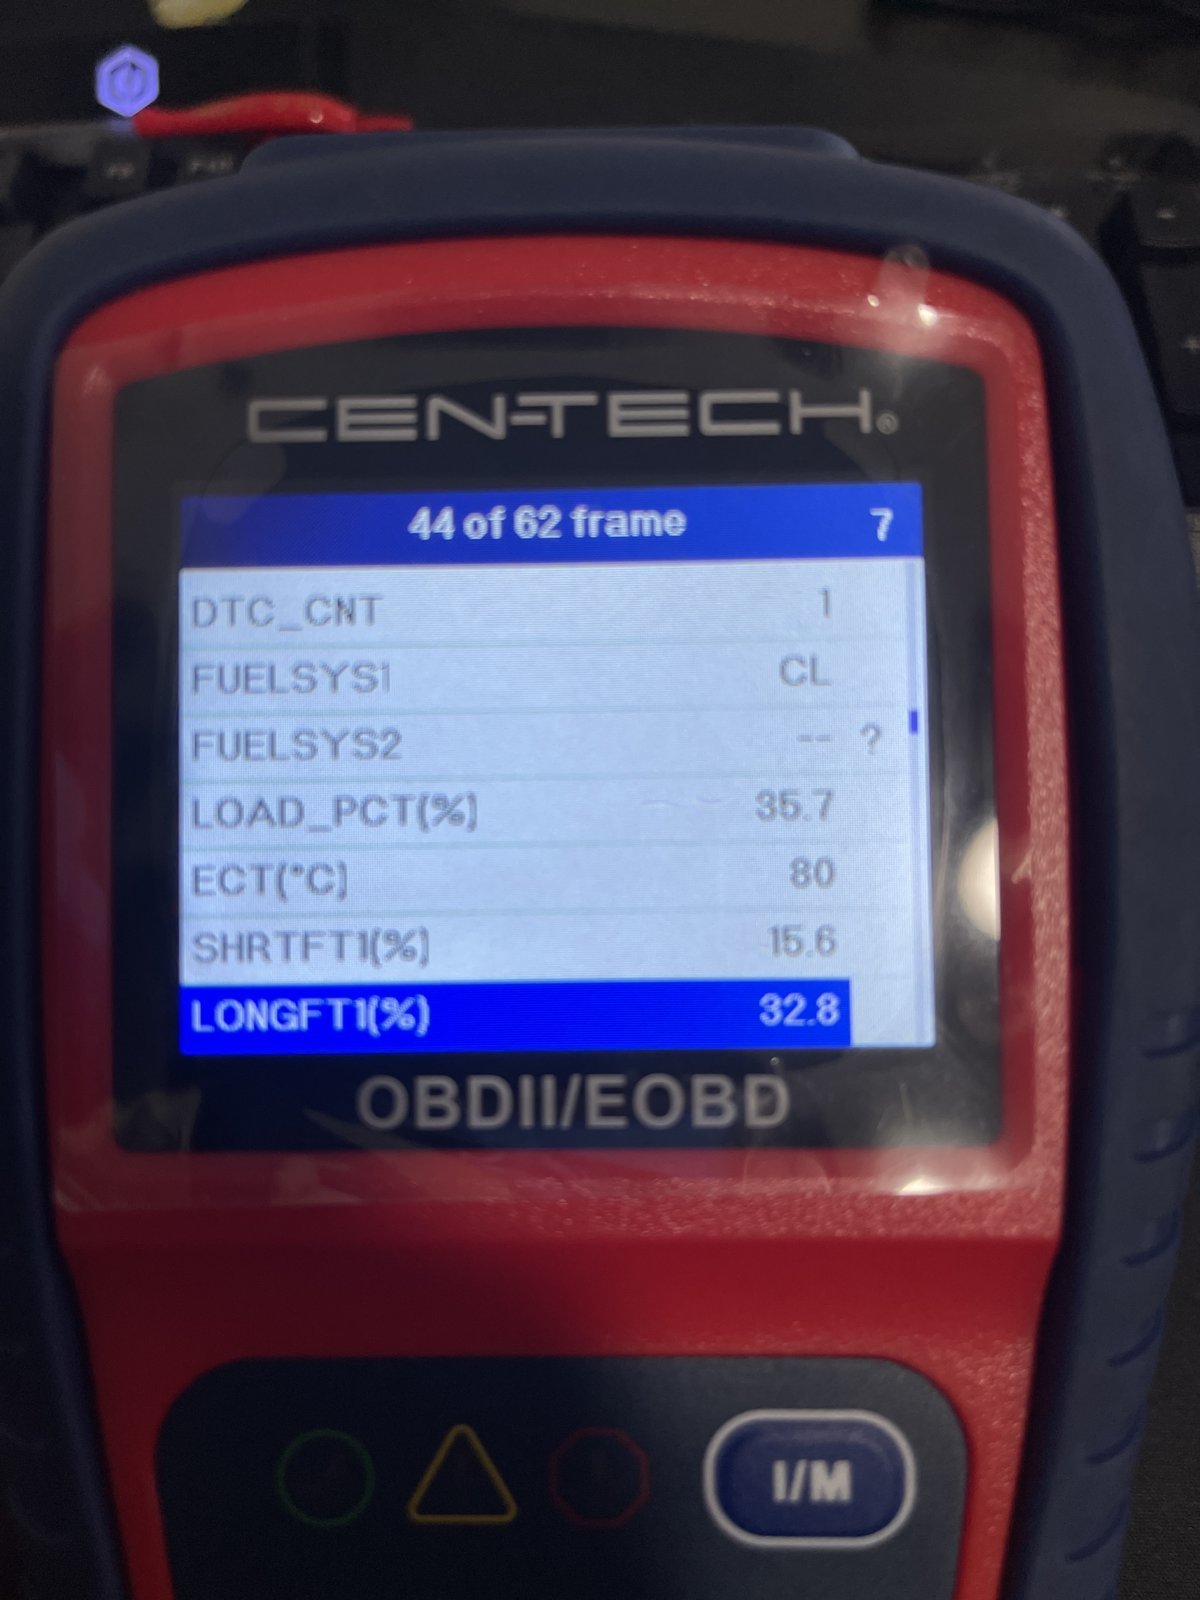 CEN-TECH®
44 of 62 frame 7
DTC_CNT 1
FUELSYS1 CL
FUELSYS2 -- ?
LOAD_PCT(%) 35.7
ECT(°C) 80
SHRTFT1(%) 15.6
LONGFT1(%) 32.8
OBDII/EOBD
I/M